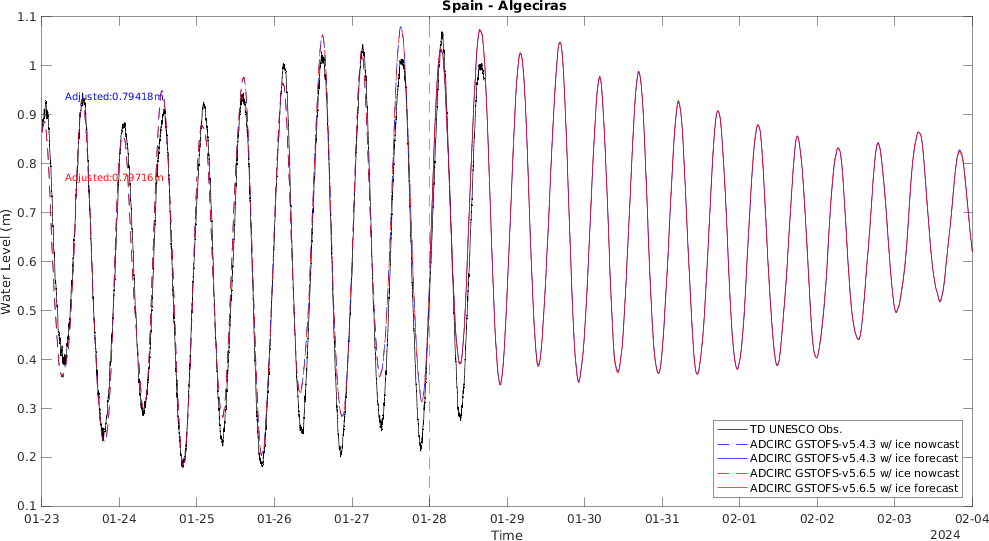 Spain - Algeciras
1.1
1
0.9
0.8
0.7
0.6
0.5
0.4
0.3
0.2
0.1
Water Level (m)
Adjusted:0.79418m
Adjusted:0.79716m
TD UNESCO Obs.
ADCIRC GSTOFS-v5.4.3 w/ ice nowcast
ADCIRC GSTOFS-v5.4.3 w/ ice forecast
ADCIRC GSTOFS-v5.6.5 w/ ice nowcast
ADCIRC GSTOFS-v5.6.5 w/ ice forecast
01-23 01-24 01-25 01-26 01-27 01-28 01-29 01-30 01-31 02-01 02-02 02-03 02-04
Time
2024